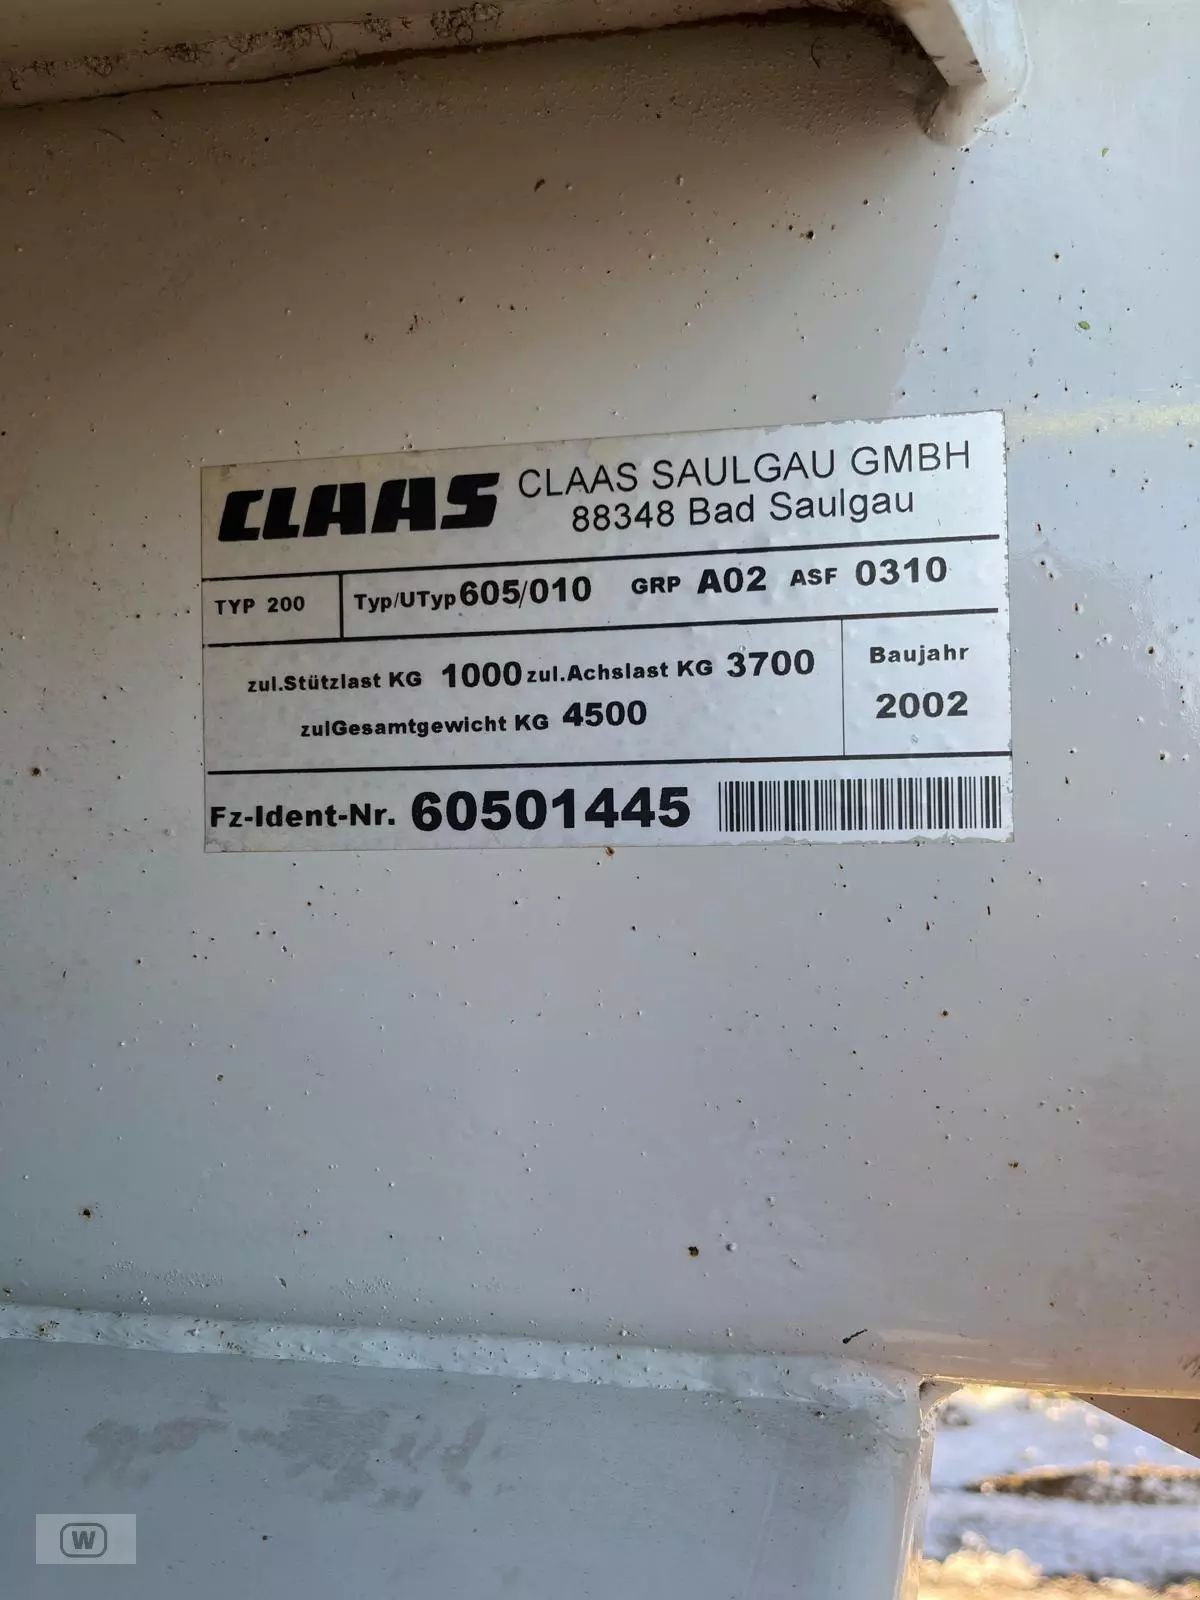 CLAAS CLAAS SAULGAU GMBH
88348 Bad Saulgau
TYP 200 Typ/UTyp 605/010 GRP A02 ASF 0310
zul.Stützlast KG 1000 zul.Achslast KG 3700 Baujahr
zulGesamtgewicht KG 4500 2002
Fz-Ident-Nr. 60501445
W